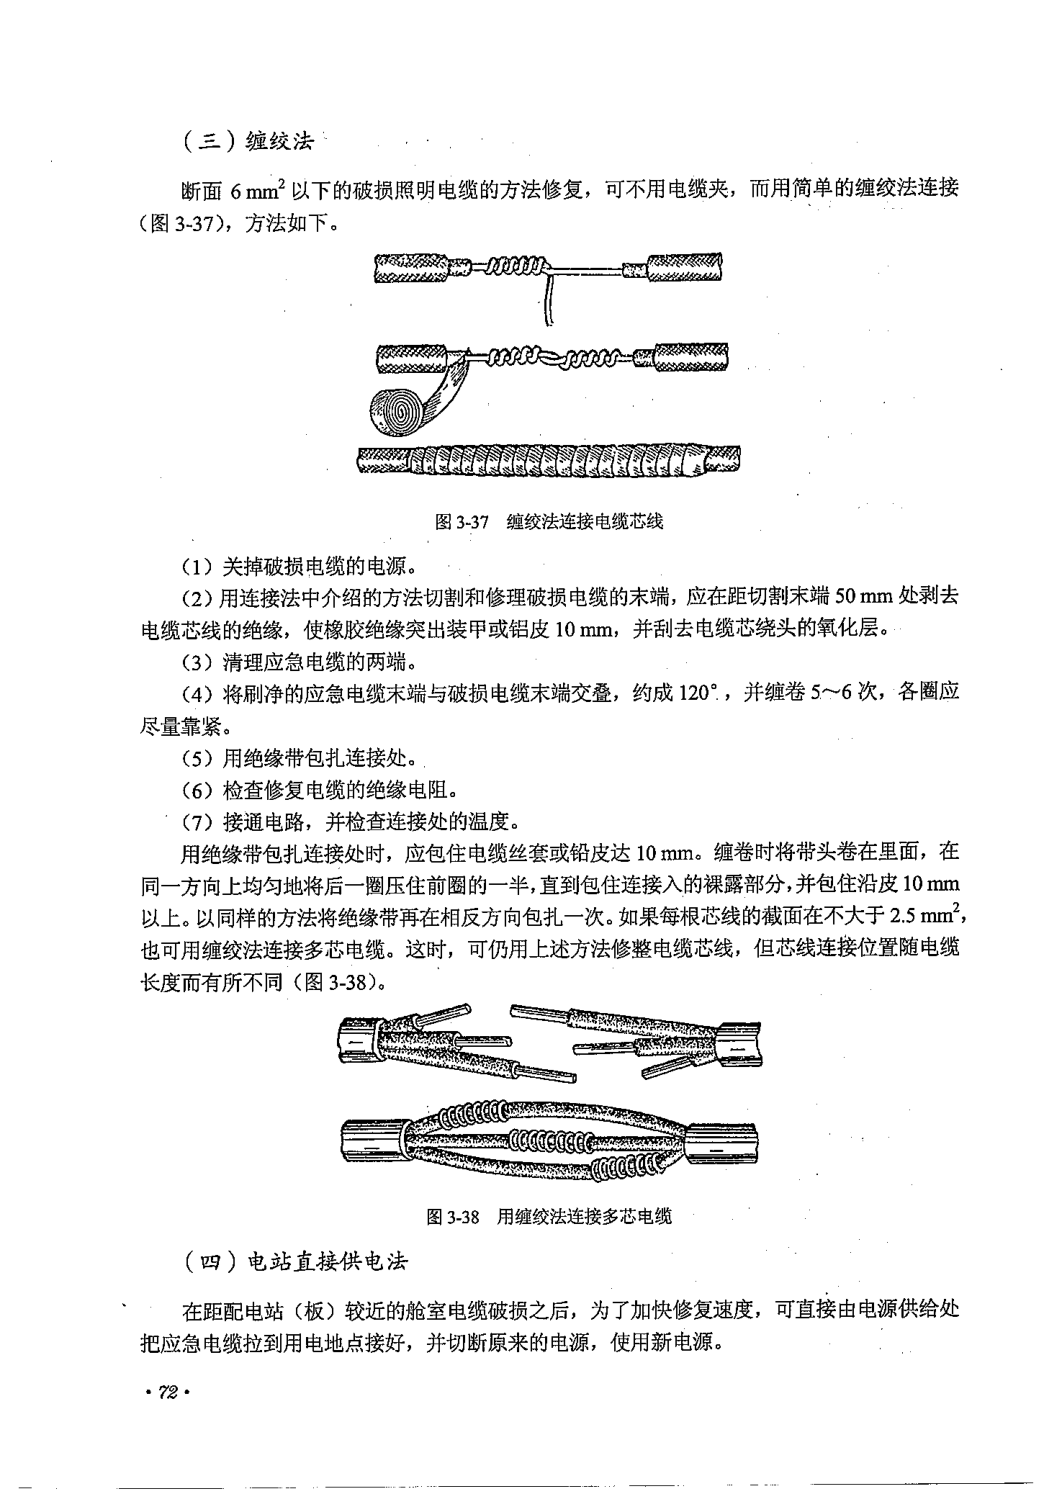 （三）缠绞法
断面 6 mm² 以下的破损照明电缆的方法修复，可不用电缆夹，而用简单的缠绞法连接
（图 3-37），方法如下。
图 3-37　缠绞法连接电缆芯线
（1）关掉破损电缆的电源。
（2）用连接法中介绍的方法切割和修理破损电缆的末端，应在距切割末端 50 mm 处剥去
电缆芯线的绝缘，使橡胶绝缘突出装甲或铝皮 10 mm，并刮去电缆芯绕头的氧化层。
（3）清理应急电缆的两端。
（4）将刷净的应急电缆末端与破损电缆末端交叠，约成 120°，并缠卷 5～6 次，各圈应
尽量靠紧。
（5）用绝缘带包扎连接处。
（6）检查修复电缆的绝缘电阻。
（7）接通电路，并检查连接处的温度。
用绝缘带包扎连接处时，应包住电缆丝套或铅皮达 10 mm。缠卷时将带头卷在里面，在
同一方向上均匀地将后一圈压住前圈的一半，直到包住连接入的裸露部分，并包住沿皮 10 mm
以上。以同样的方法将绝缘带再在相反方向包扎一次。如果每根芯线的截面在不大于 2.5 mm²，
也可用缠绞法连接多芯电缆。这时，可仍用上述方法修整电缆芯线，但芯线连接位置随电缆
长度而有所不同（图 3-38）。
图 3-38　用缠绞法连接多芯电缆
（四）电站直接供电法
在距配电站（板）较近的舱室电缆破损之后，为了加快修复速度，可直接由电源供给处
把应急电缆拉到用电地点接好，并切断原来的电源，使用新电源。
·72·